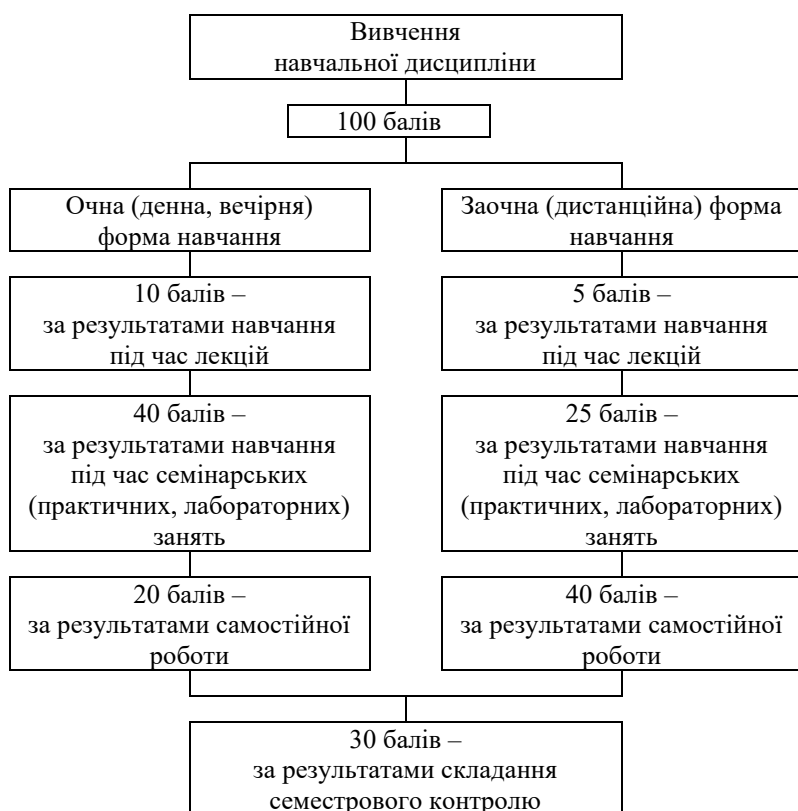 Вивчення
навчальної дисципліни
100 балів
Очна (денна, вечірня)
форма навчання
Заочна (дистанційна) форма
навчання
10 балів –
за результатами навчання
під час лекцій
5 балів –
за результатами навчання
під час лекцій
40 балів –
за результатами навчання
під час семінарських
(практичних, лабораторних)
занять
25 балів –
за результатами навчання
під час семінарських
(практичних, лабораторних)
занять
20 балів –
за результатами самостійної
роботи
40 балів –
за результатами самостійної
роботи
30 балів –
за результатами складання
семестрового контролю